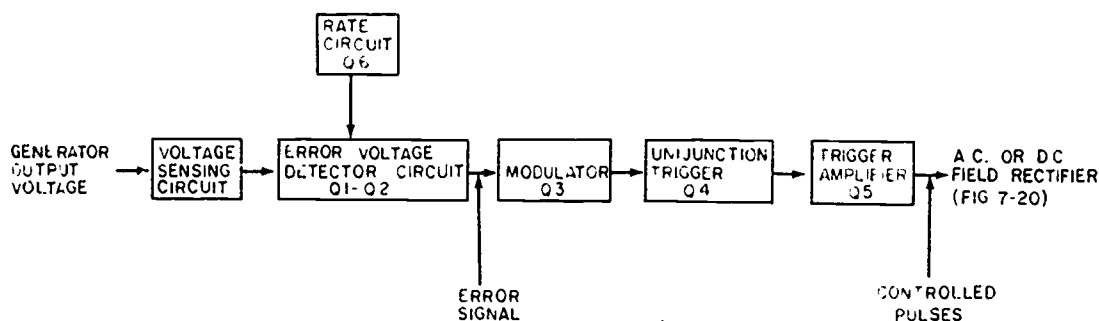 RATE
CIRCUIT
Q6
GENERATOR
OUTPUT
VOLTAGE
VOLTAGE
SENSING
CIRCUIT
ERROR VOLTAGE
DETECTOR CIRCUIT
Q1-Q2
MODULATOR
Q3
UNIJUNCTION
TRIGGER
Q4
TRIGGER
AMPLIFIER
Q5
A.C. OR D.C
FIELD RECTIFIER
(FIG 7-20)
ERROR
SIGNAL
CONTROLLED
PULSES